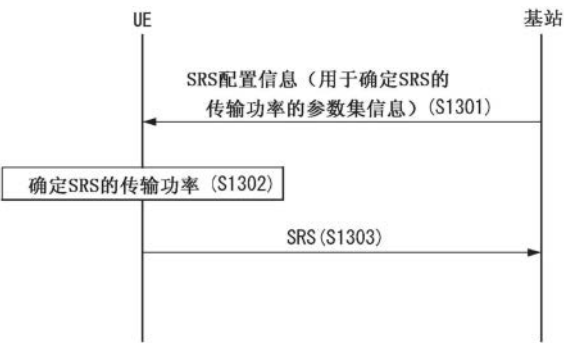 UE
基站
SRS配置信息（用于确定SRS的
传输功率的参数集信息）(S1301)
确定SRS的传输功率 (S1302)
SRS(S1303)